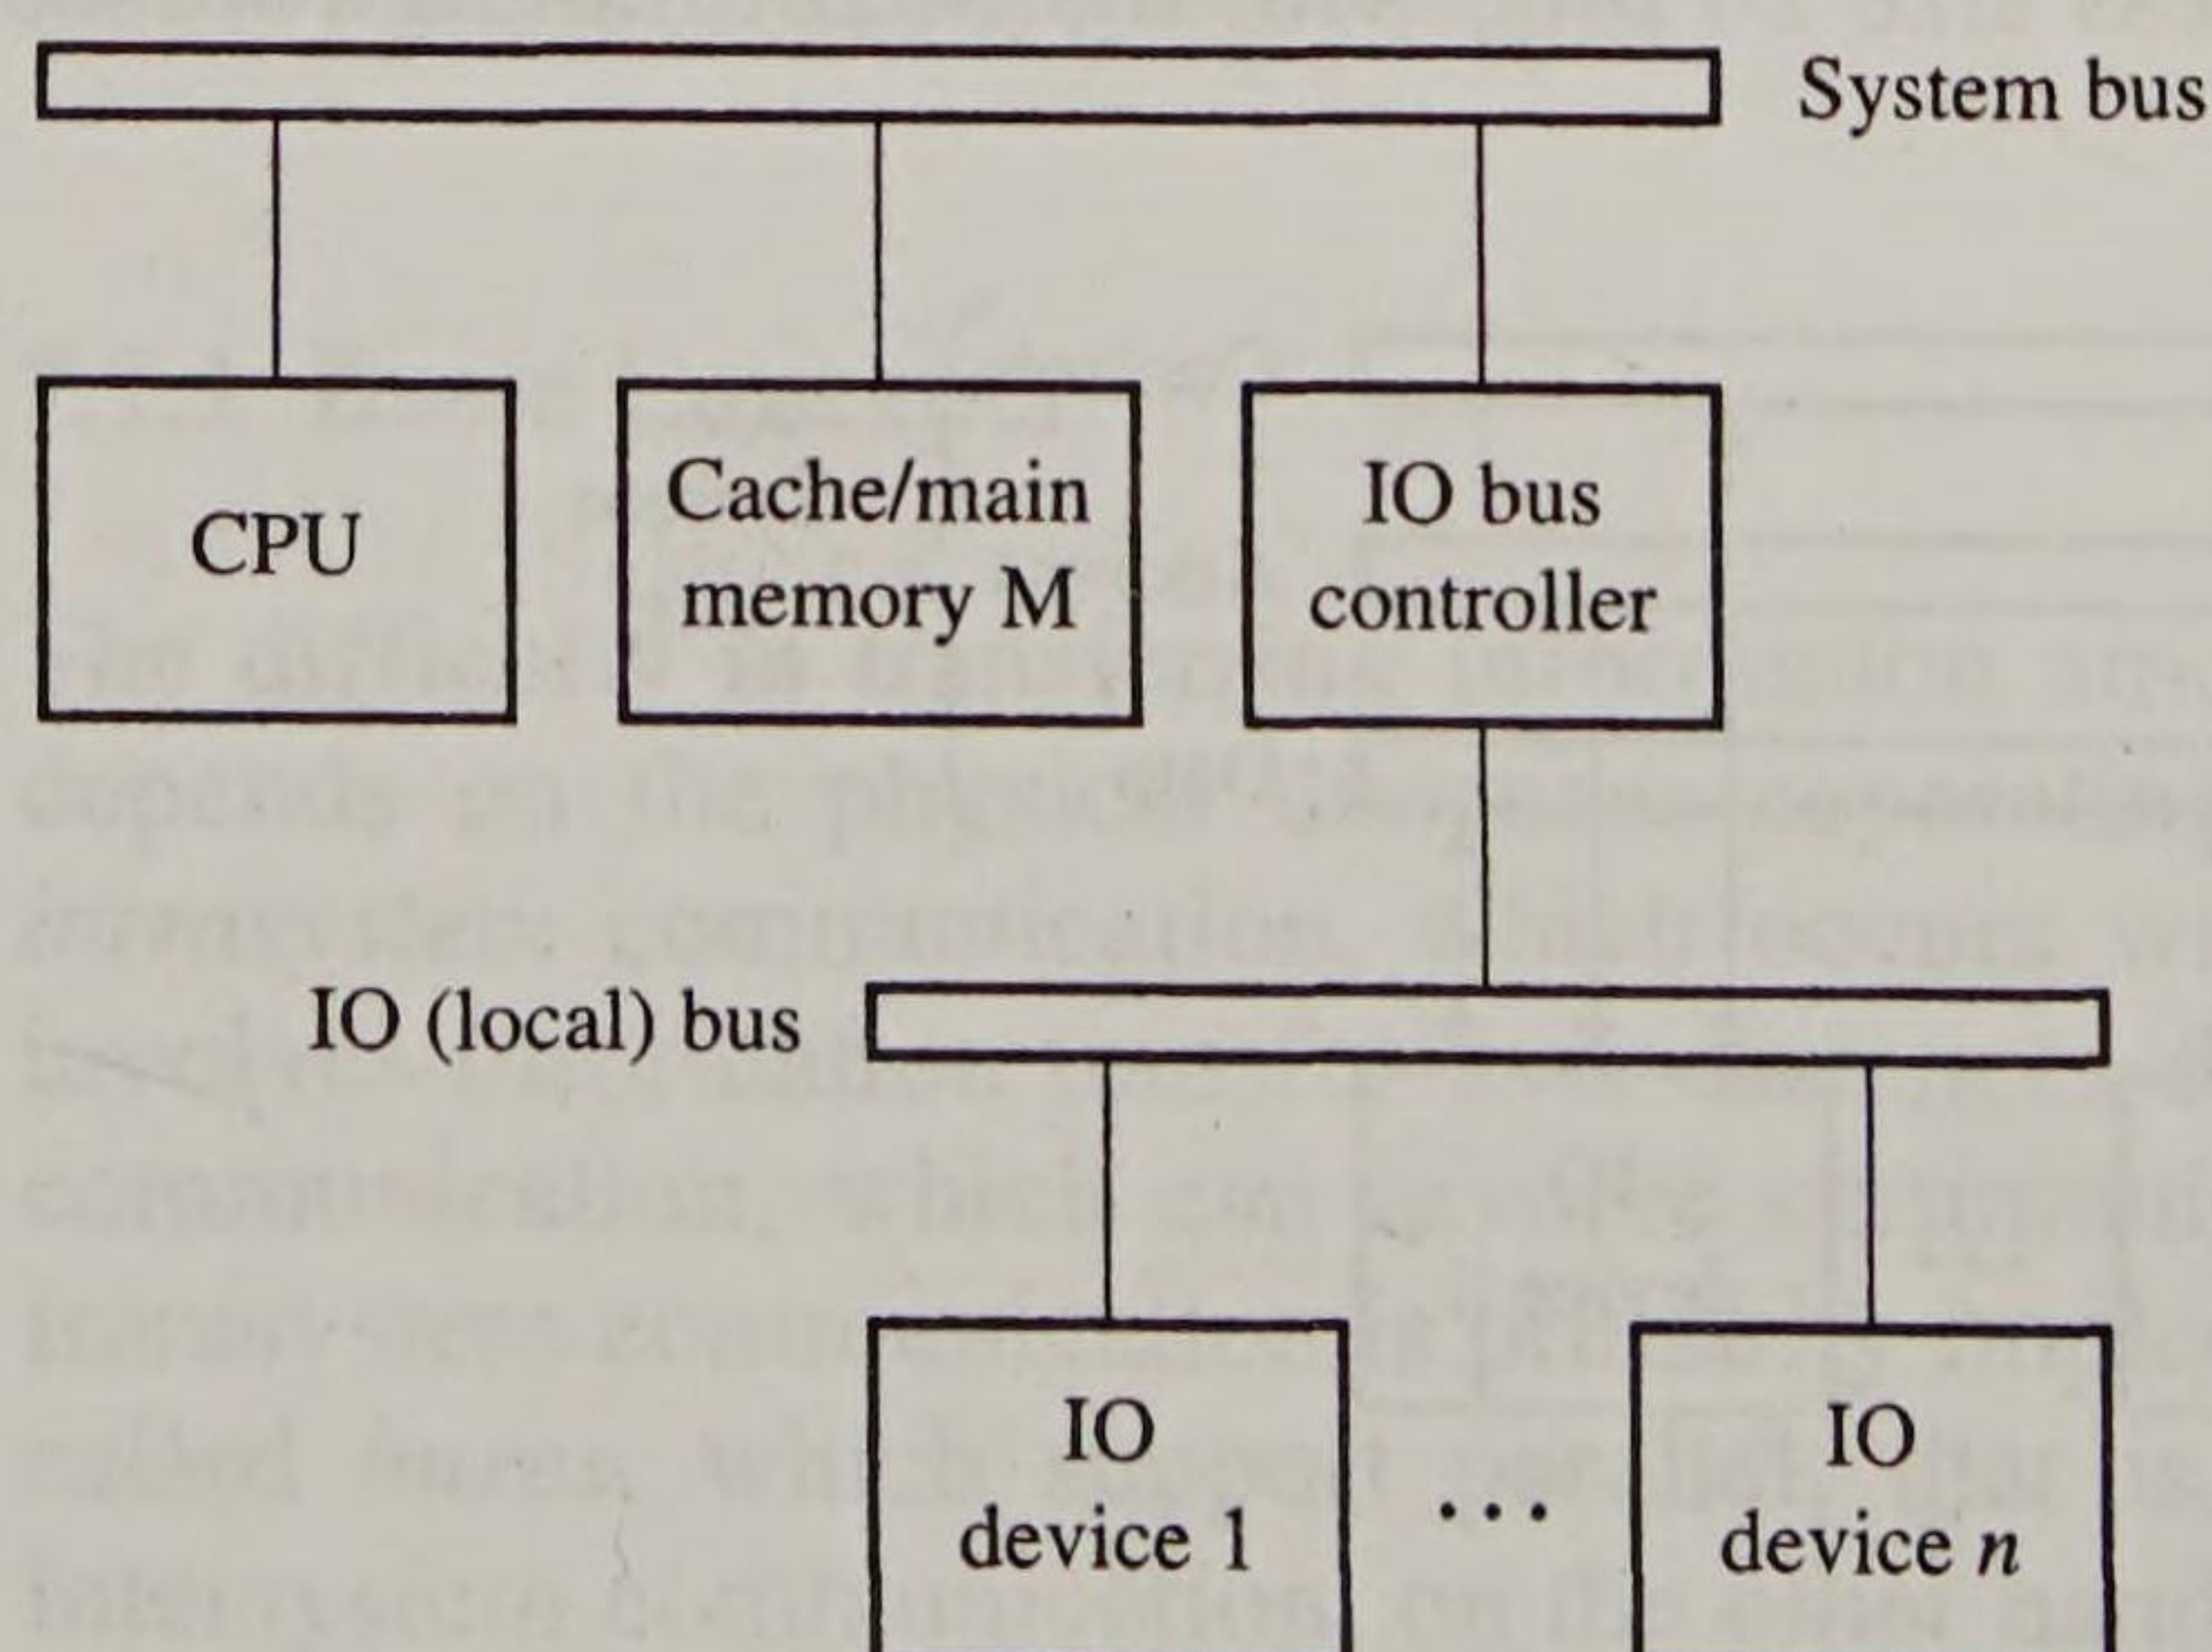 System bus
CPU
Cache/main
memory M
IO bus
controller
IO (local) bus
IO
device 1
...
IO
device n